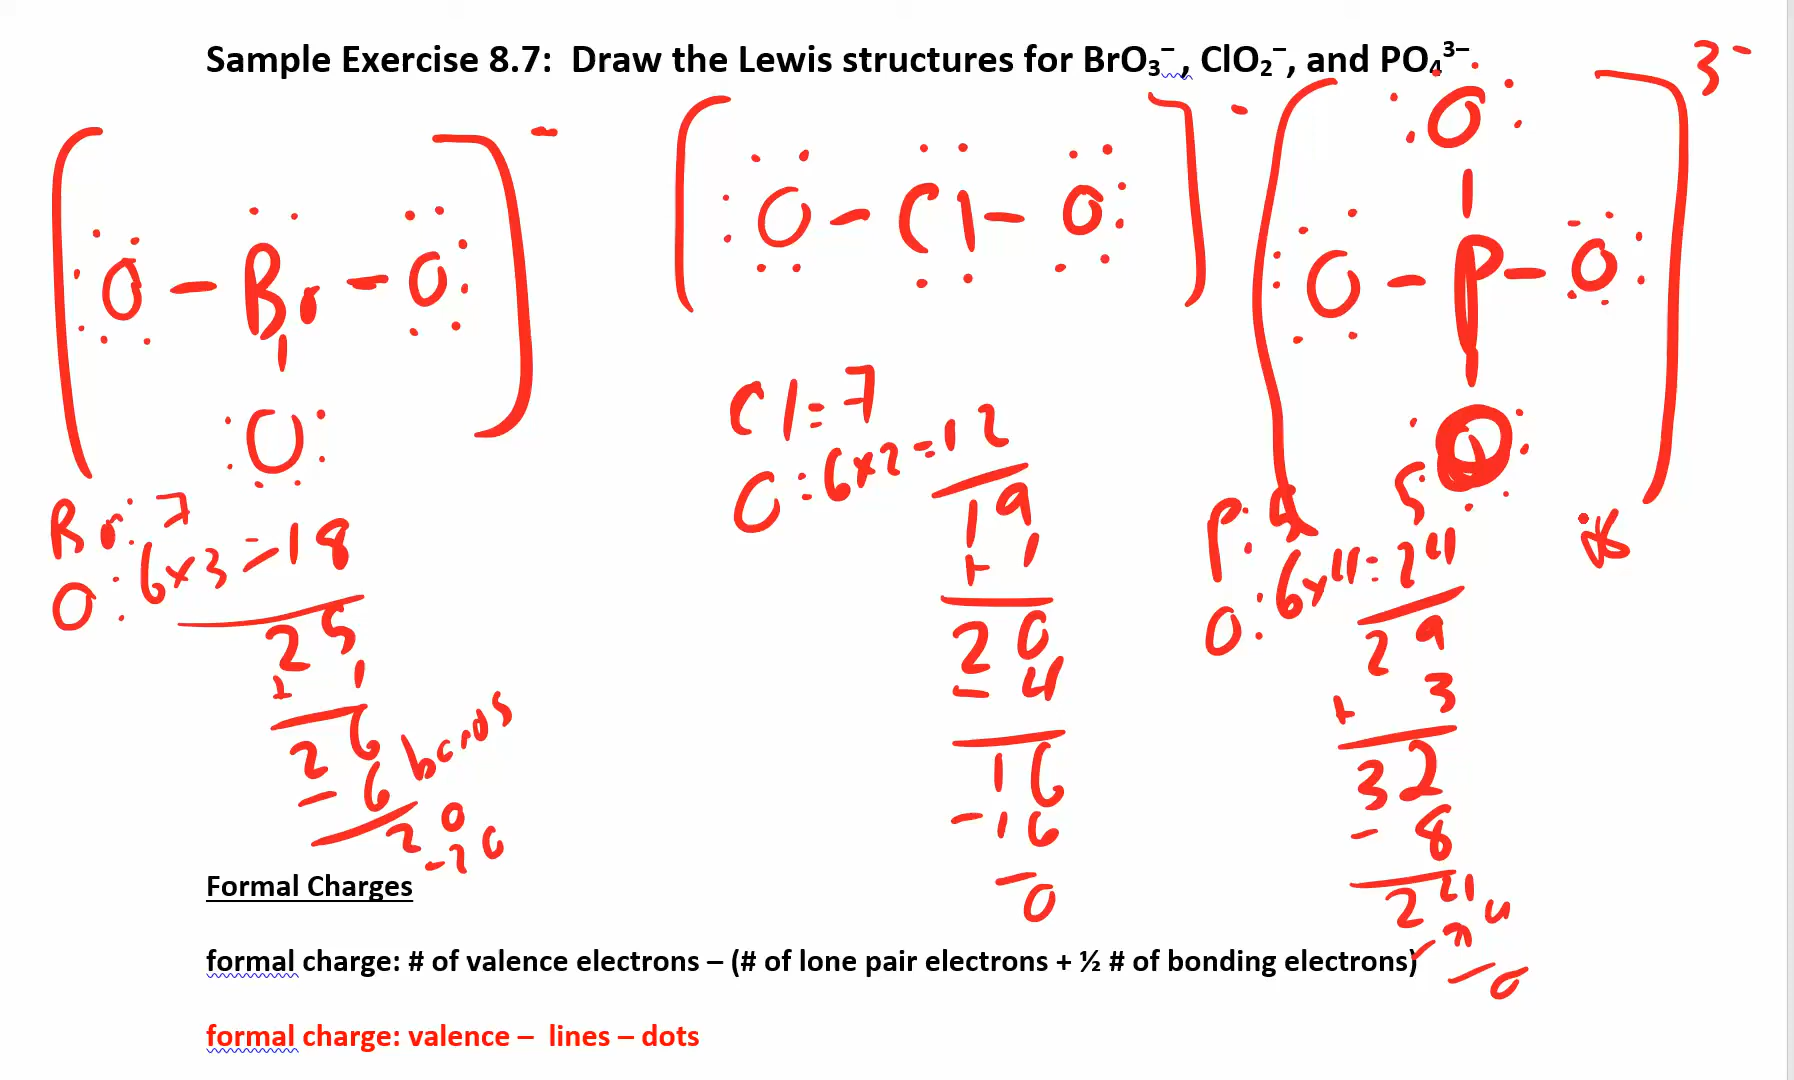 Sample Exercise 8.7:  Draw the Lewis structures for BrO₃⁻, ClO₂⁻, and PO₄³⁻
3-
-
-
O
O - Cl - O
O - P - O
O - Br - O
O
O
Cl = 7
O : 6x2 = 12
19
+ 1
20
- 4
16
- 16
0
Br: 7
O: 6x3 = 18
25
+ 1
26
- 6 bonds
20
-20
P: 5
O: 6x4 = 24
29
+ 3
32
- 8
24
-24
0
Formal Charges
formal charge: # of valence electrons – (# of lone pair electrons + ½ # of bonding electrons)
formal charge: valence –  lines – dots